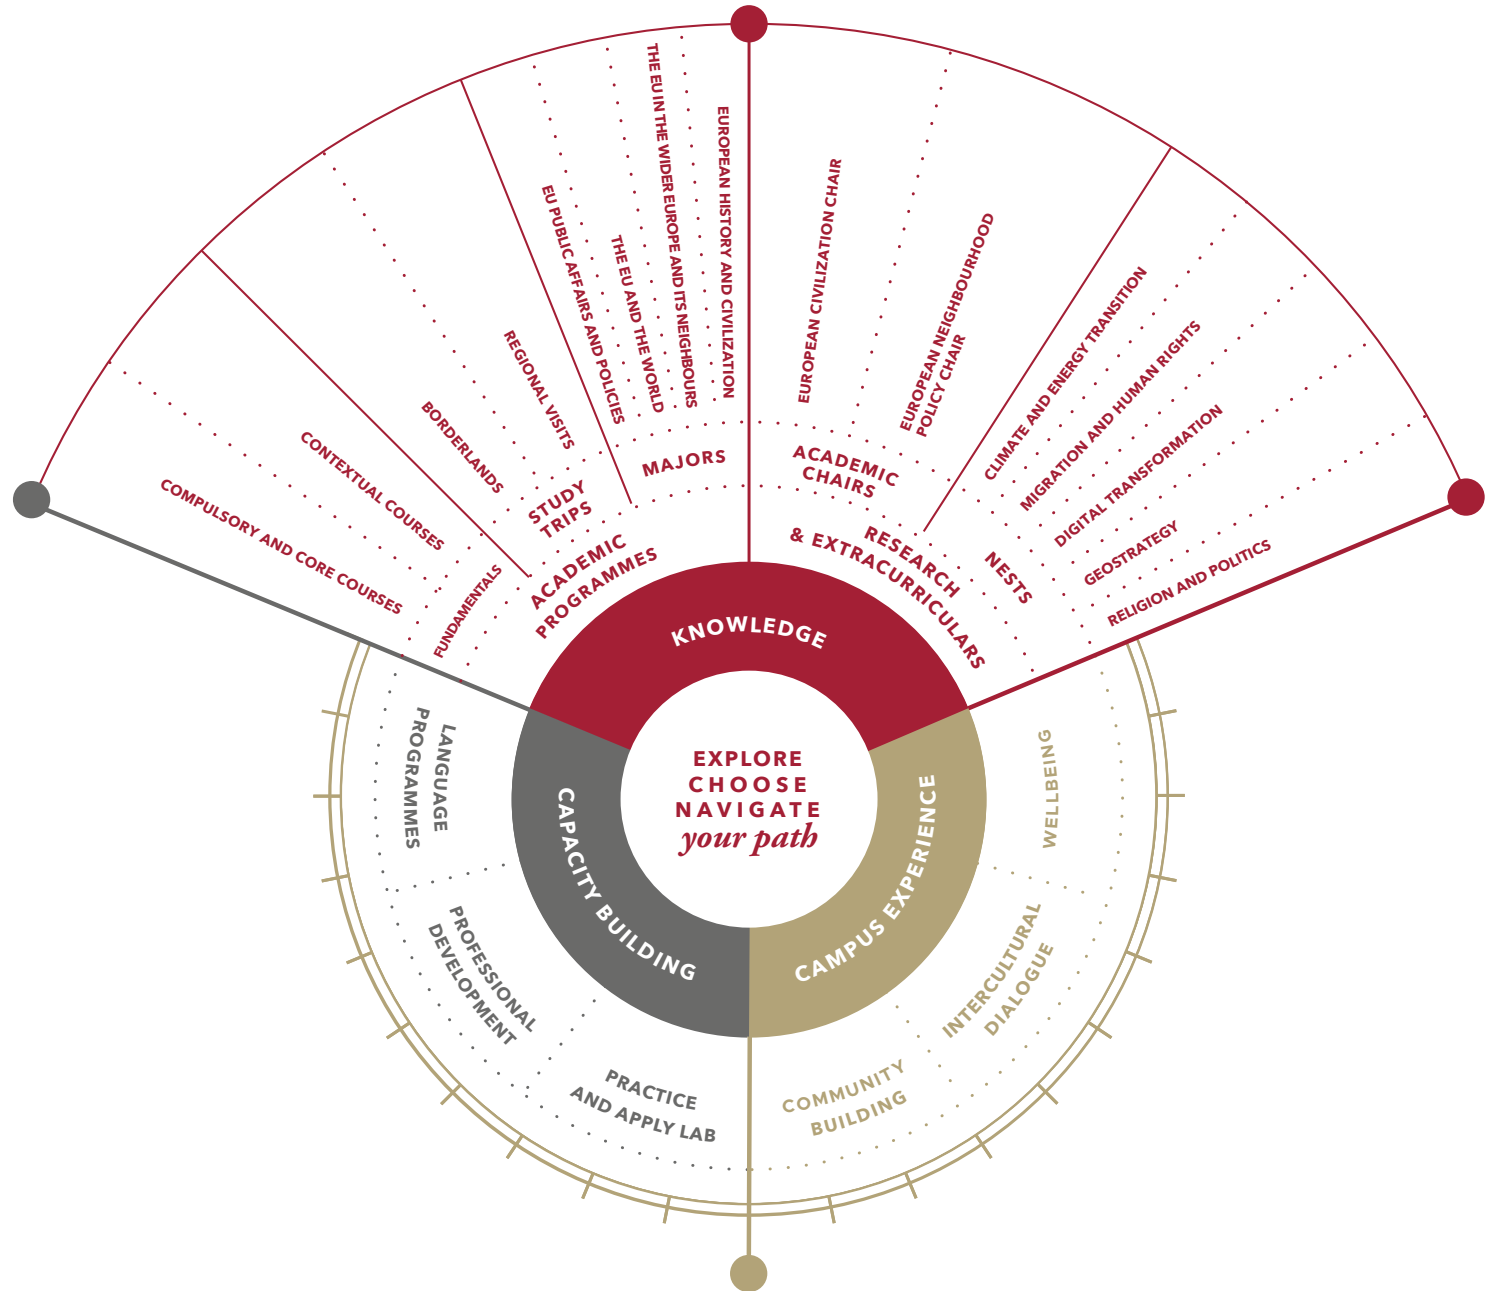 EXPLORE
CHOOSE
NAVIGATE
your path
KNOWLEDGE
ACADEMIC
PROGRAMMES
FUNDAMENTALS
COMPULSORY AND CORE COURSES
CONTEXTUAL COURSES
STUDY
TRIPS
BORDERLANDS
REGIONAL VISITS
MAJORS
EU PUBLIC AFFAIRS AND POLICIES
THE EU AND THE WORLD
THE EU IN THE WIDER EUROPE AND ITS NEIGHBOURS
EUROPEAN HISTORY AND CIVILIZATION
RESEARCH
& EXTRACURRICULARS
ACADEMIC
CHAIRS
EUROPEAN CIVILIZATION CHAIR
EUROPEAN NEIGHBOURHOOD
POLICY CHAIR
NESTS
CLIMATE AND ENERGY TRANSITION
MIGRATION AND HUMAN RIGHTS
DIGITAL TRANSFORMATION
GEOSTRATEGY
RELIGION AND POLITICS
CAMPUS EXPERIENCE
WELLBEING
INTERCULTURAL
DIALOGUE
COMMUNITY
BUILDING
CAPACITY BUILDING
PRACTICE
AND APPLY LAB
PROFESSIONAL
DEVELOPMENT
LANGUAGE
PROGRAMMES